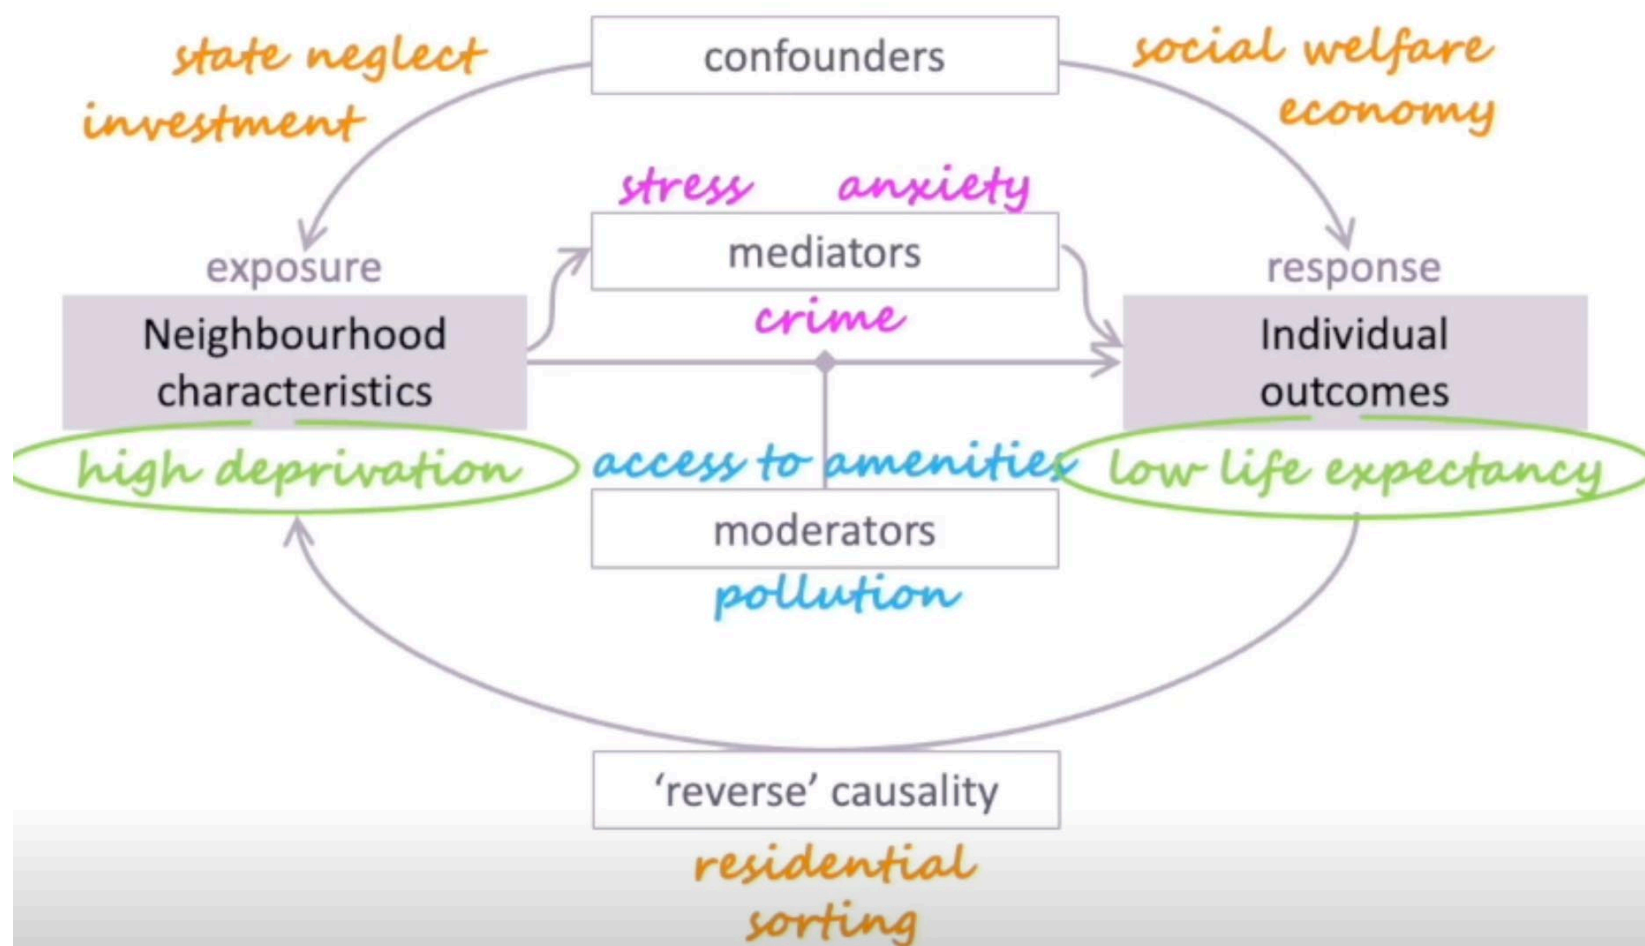 state neglect
investment
confounders
social welfare
economy
stress anxiety
mediators
crime
exposure
Neighbourhood
characteristics
high deprivation
response
Individual
outcomes
low life expectancy
access to amenities
moderators
pollution
‘reverse’ causality
residential
sorting